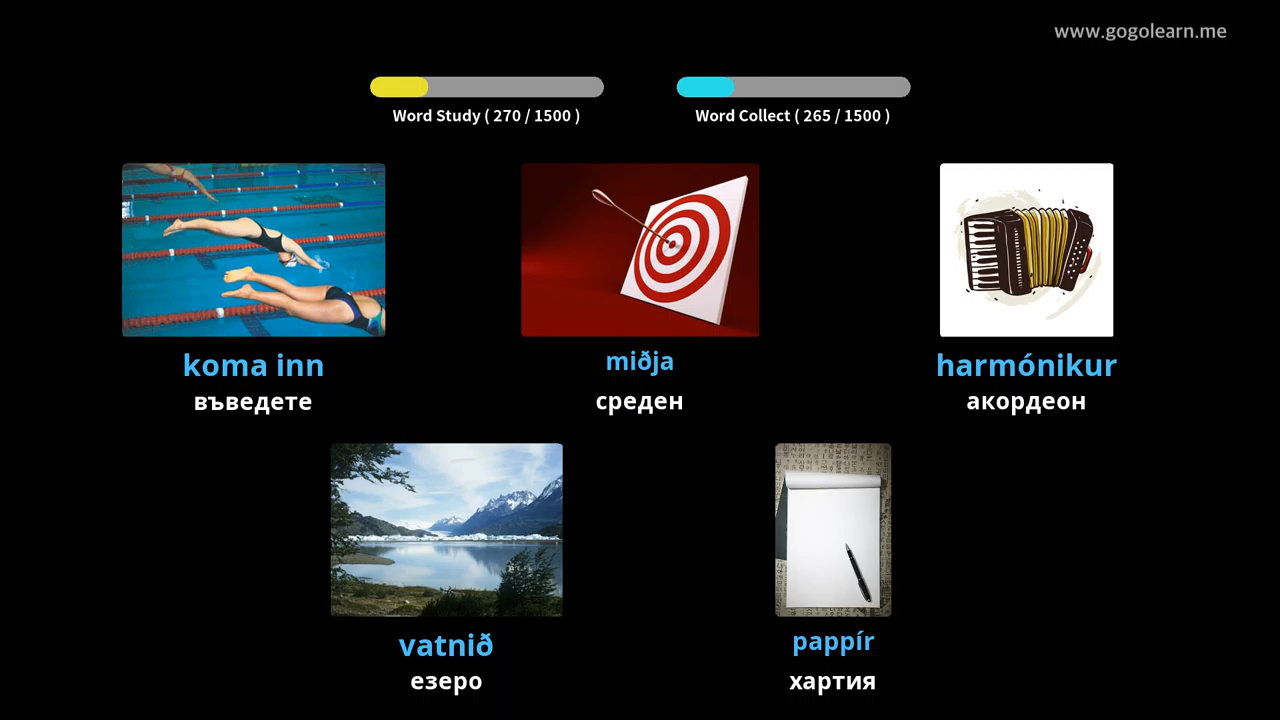 www.gogolearn.me
Word Study ( 270 / 1500 )
Word Collect ( 265 / 1500 )
koma inn
въведете
miðja
среден
harmónikur
акордеон
vatnið
езеро
pappír
хартия